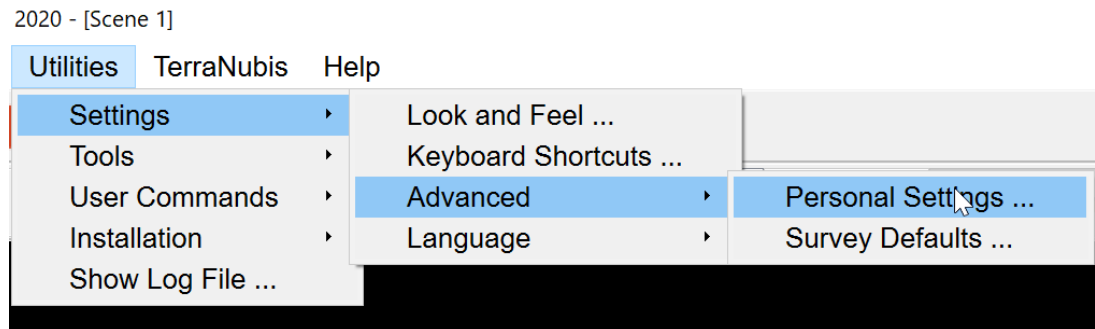 2020 - [Scene 1]
Utilities TerraNubis Help
Settings
Tools
User Commands
Installation
Show Log File ...
Look and Feel ...
Keyboard Shortcuts ...
Advanced
Language
Personal Settings ...
Survey Defaults ...